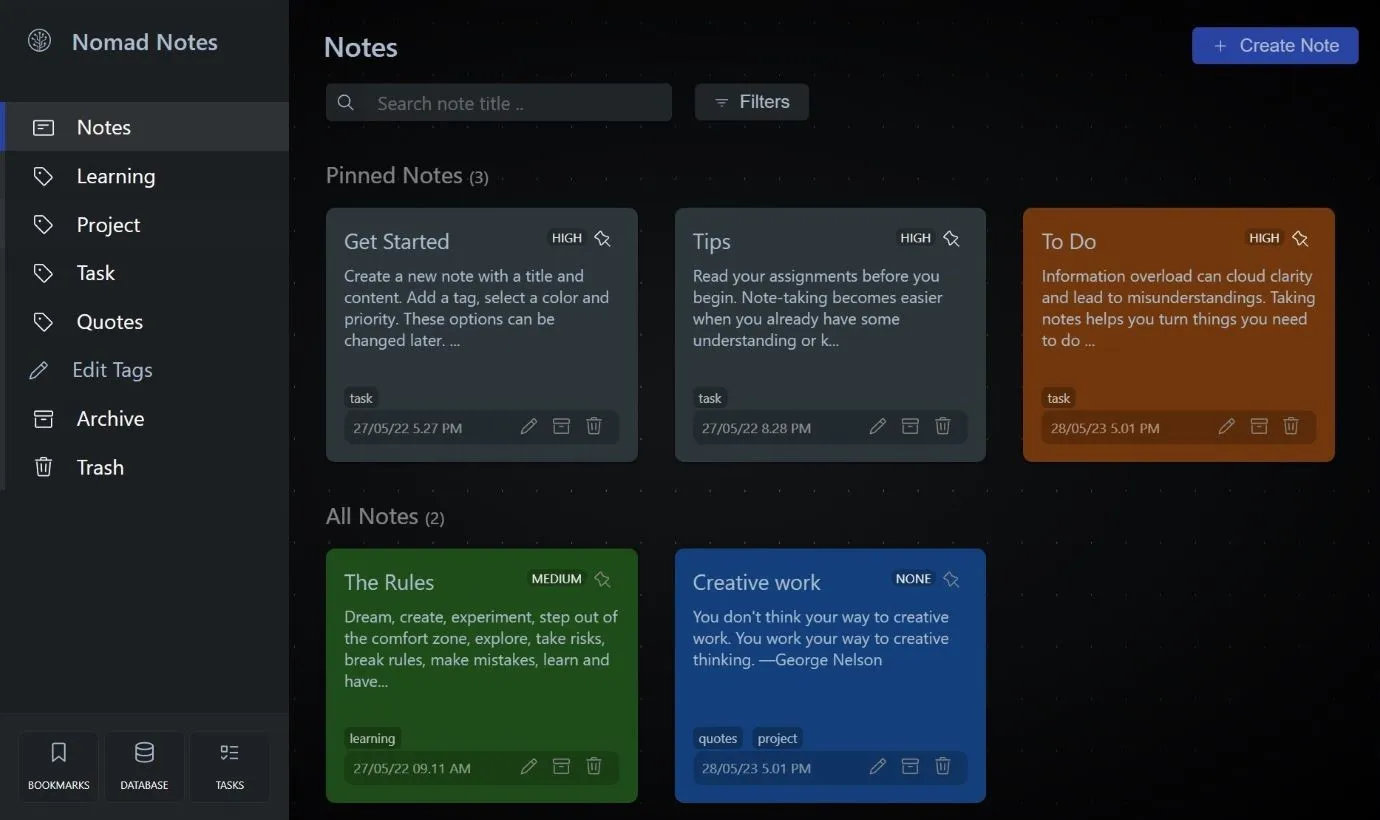 Nomad Notes
Notes
Learning
Project
Task
Quotes
Edit Tags
Archive
Trash
BOOKMARKS
DATABASE
TASKS
Notes
+ Create Note
Search note title ..
Filters
Pinned Notes (3)
Get Started
HIGH
Create a new note with a title and
content. Add a tag, select a color and
priority. These options can be
changed later. ...
task
27/05/22 5.27 PM
Tips
HIGH
Read your assignments before you
begin. Note-taking becomes easier
when you already have some
understanding or k...
task
27/05/22 8.28 PM
To Do
HIGH
Information overload can cloud clarity
and lead to misunderstandings. Taking
notes helps you turn things you need
to do ...
task
28/05/23 5.01 PM
All Notes (2)
The Rules
MEDIUM
Dream, create, experiment, step out of
the comfort zone, explore, take risks,
break rules, make mistakes, learn and
have...
learning
27/05/22 09.11 AM
Creative work
NONE
You don't think your way to creative
work. You work your way to creative
thinking. —George Nelson
quotes project
28/05/23 5.01 PM